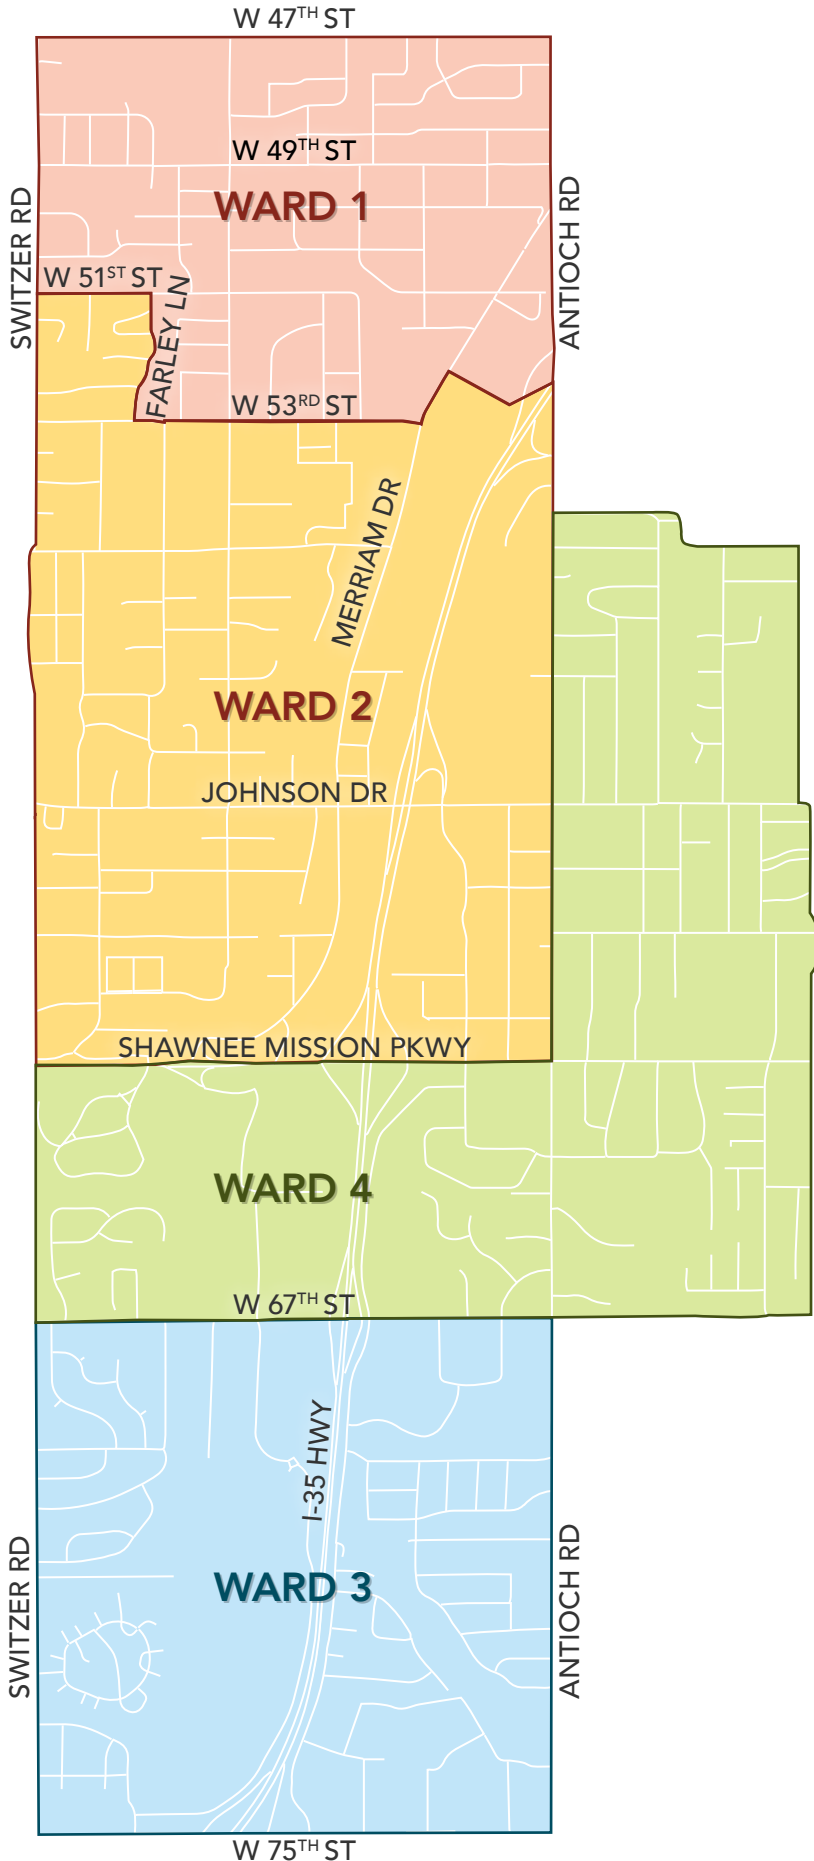 W 47TH ST
W 49TH ST
WARD 1
SWITZER RD
ANTIOCH RD
W 51ST ST
FARLEY LN
W 53RD ST
MERRIAM DR
WARD 2
JOHNSON DR
SHAWNEE MISSION PKWY
WARD 4
W 67TH ST
I-35 HWY
WARD 3
SWITZER RD
ANTIOCH RD
W 75TH ST